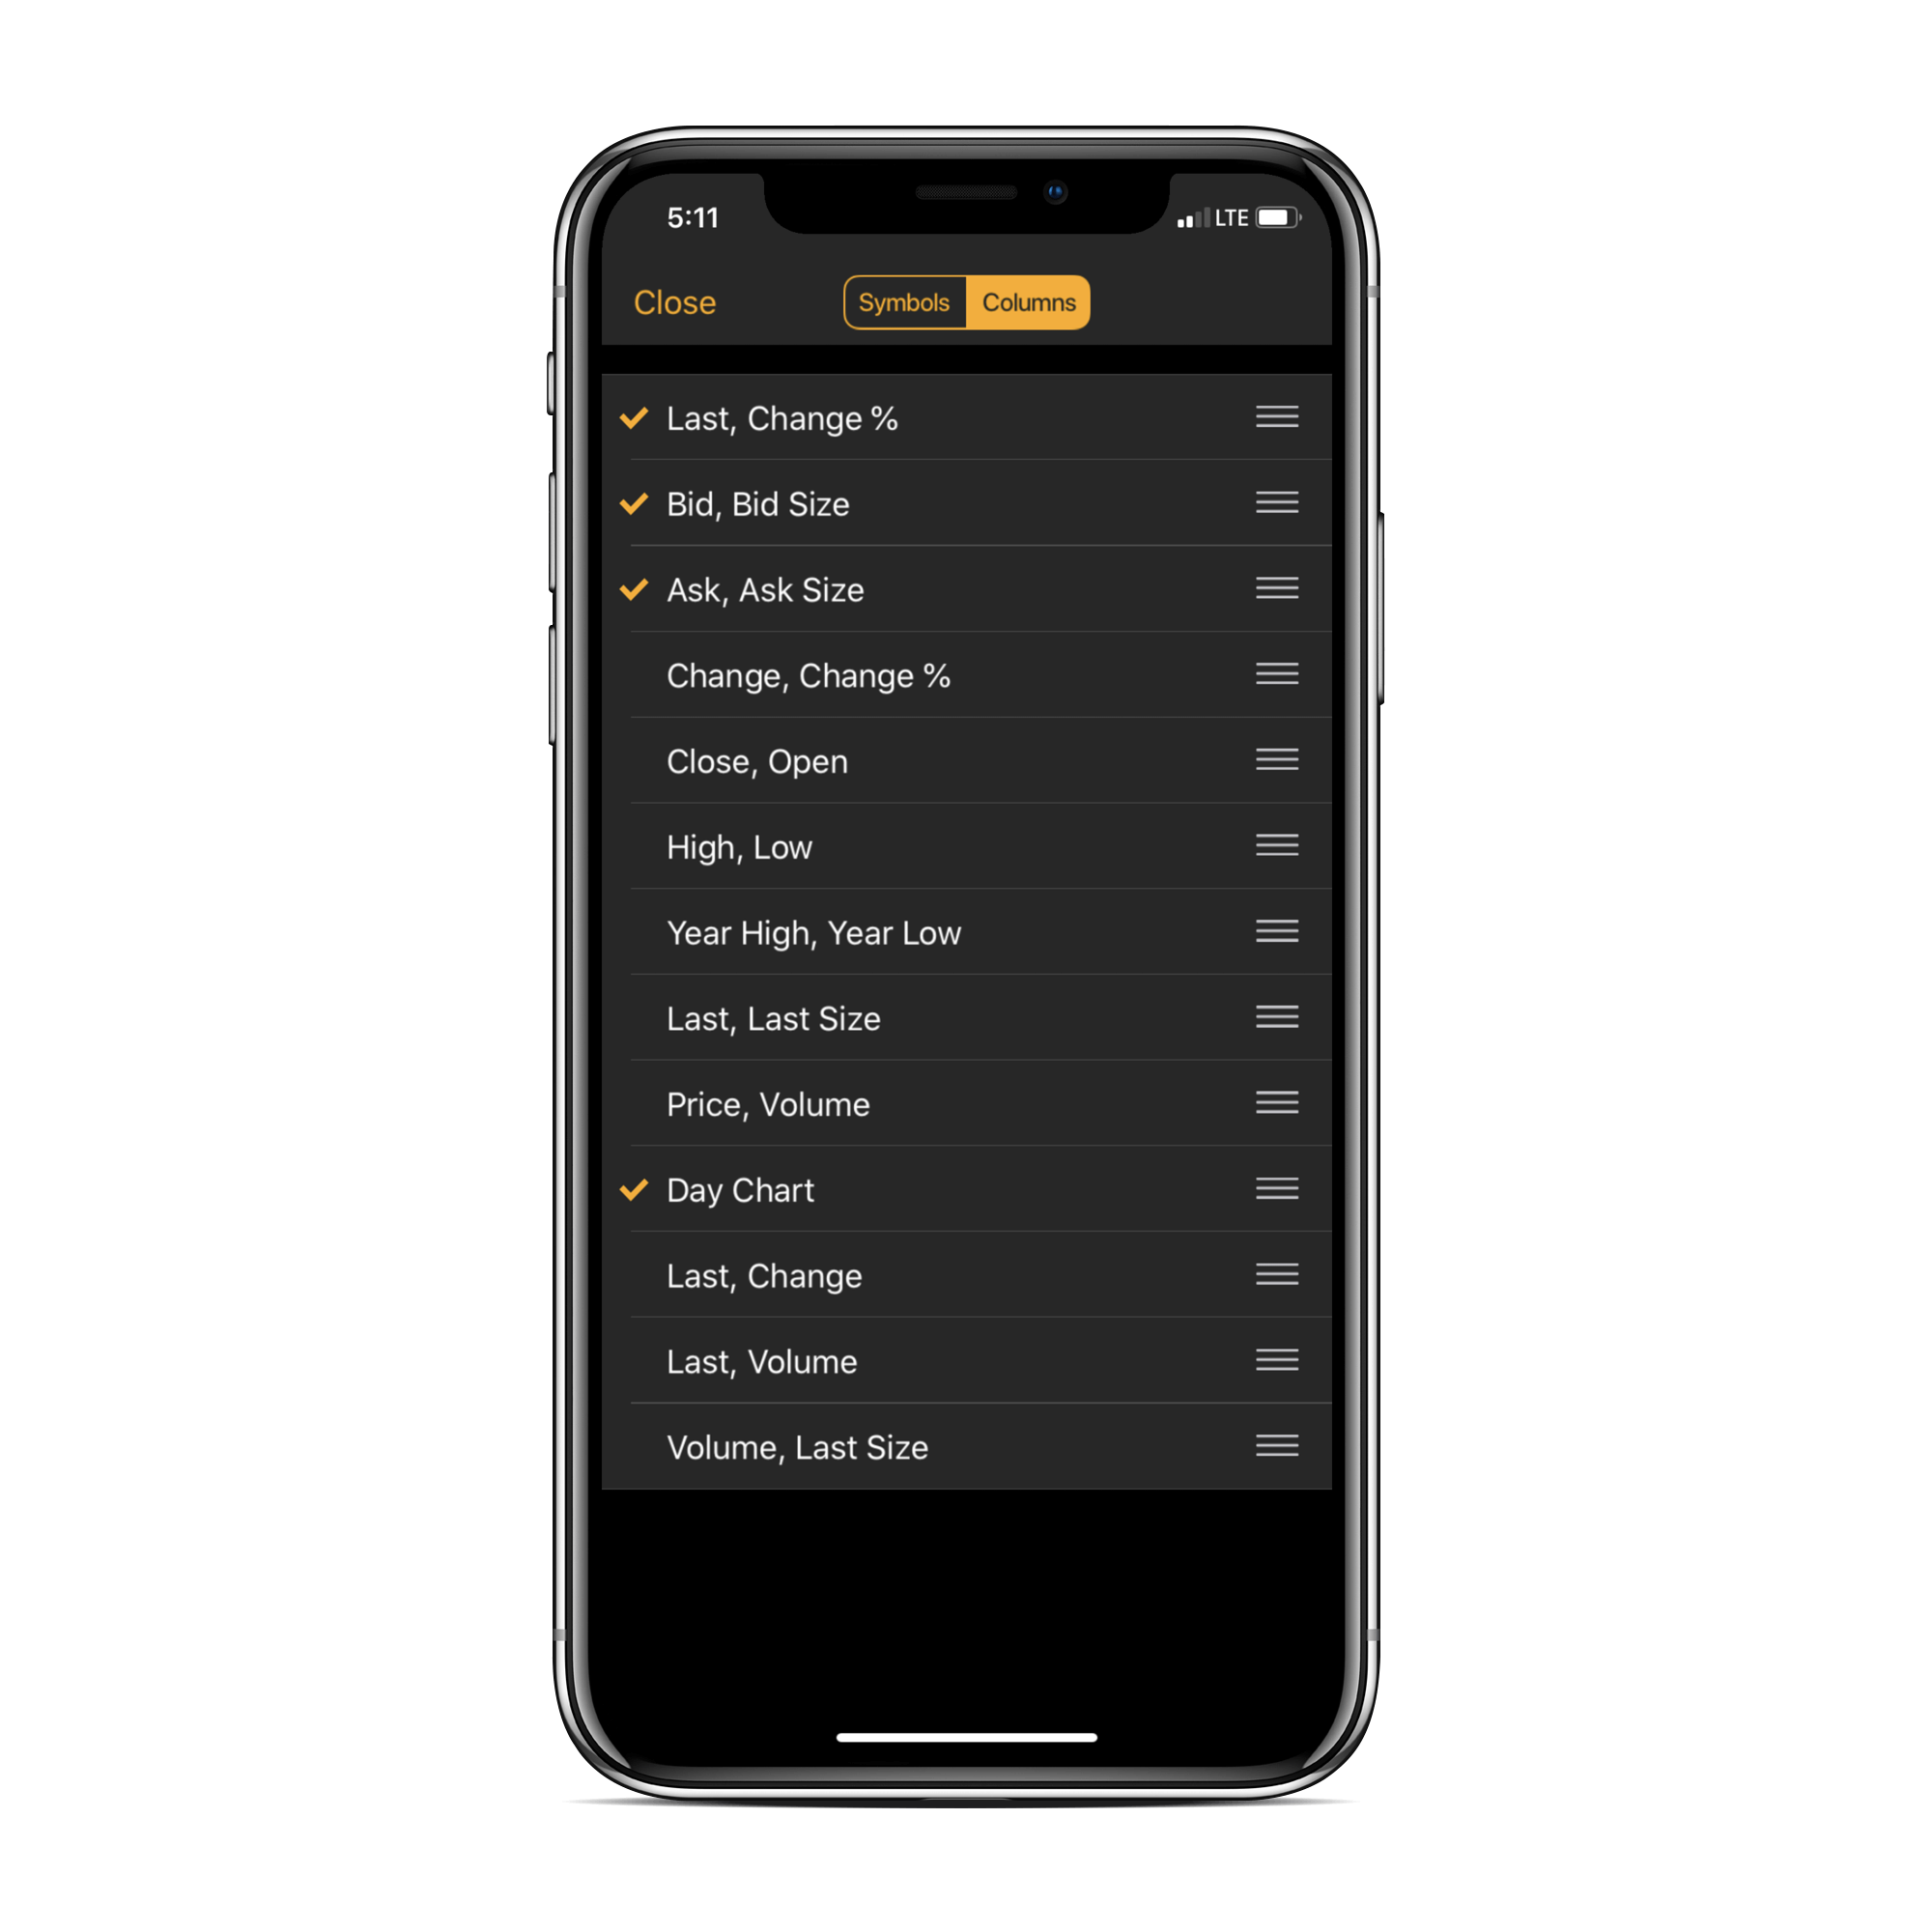 5:11 LTE
Close Symbols Columns
Last, Change %
Bid, Bid Size
Ask, Ask Size
Change, Change %
Close, Open
High, Low
Year High, Year Low
Last, Last Size
Price, Volume
Day Chart
Last, Change
Last, Volume
Volume, Last Size